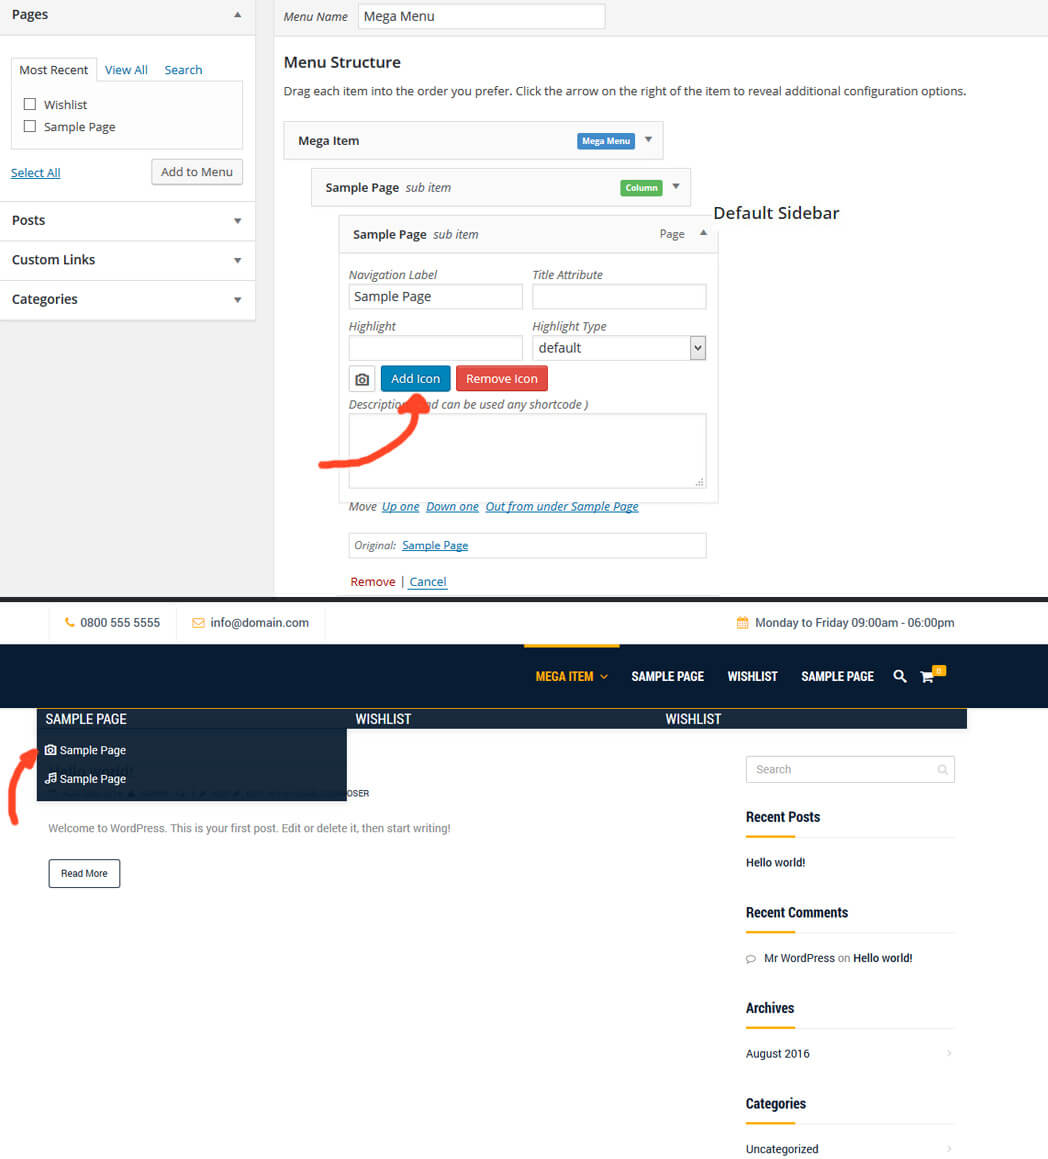 Pages
Menu Name Mega Menu
Most Recent View All Search
Wishlist
Sample Page
Select All Add to Menu
Posts
Custom Links
Categories
Menu Structure
Drag each item into the order you prefer. Click the arrow on the right of the item to reveal additional configuration options.
Mega Item Mega Menu
Sample Page sub item Column
Default Sidebar
Sample Page sub item Page
Navigation Label Title Attribute
Sample Page
Highlight Highlight Type
default
Add Icon Remove Icon
can be used any shortcode )
Move Up one Down one Out from under Sample Page
Original: Sample Page
Remove | Cancel
0800 555 5555 info@domain.com Monday to Friday 09:00am - 06:00pm
MEGA ITEM SAMPLE PAGE WISHLIST SAMPLE PAGE
0
SAMPLE PAGE WISHLIST WISHLIST
Sample Page
Sample Page
Welcome to WordPress. This is your first post. Edit or delete it, then start writing!
Read More
Search
Recent Posts
Hello world!
Recent Comments
Mr WordPress on Hello world!
Archives
August 2016
Categories
Uncategorized